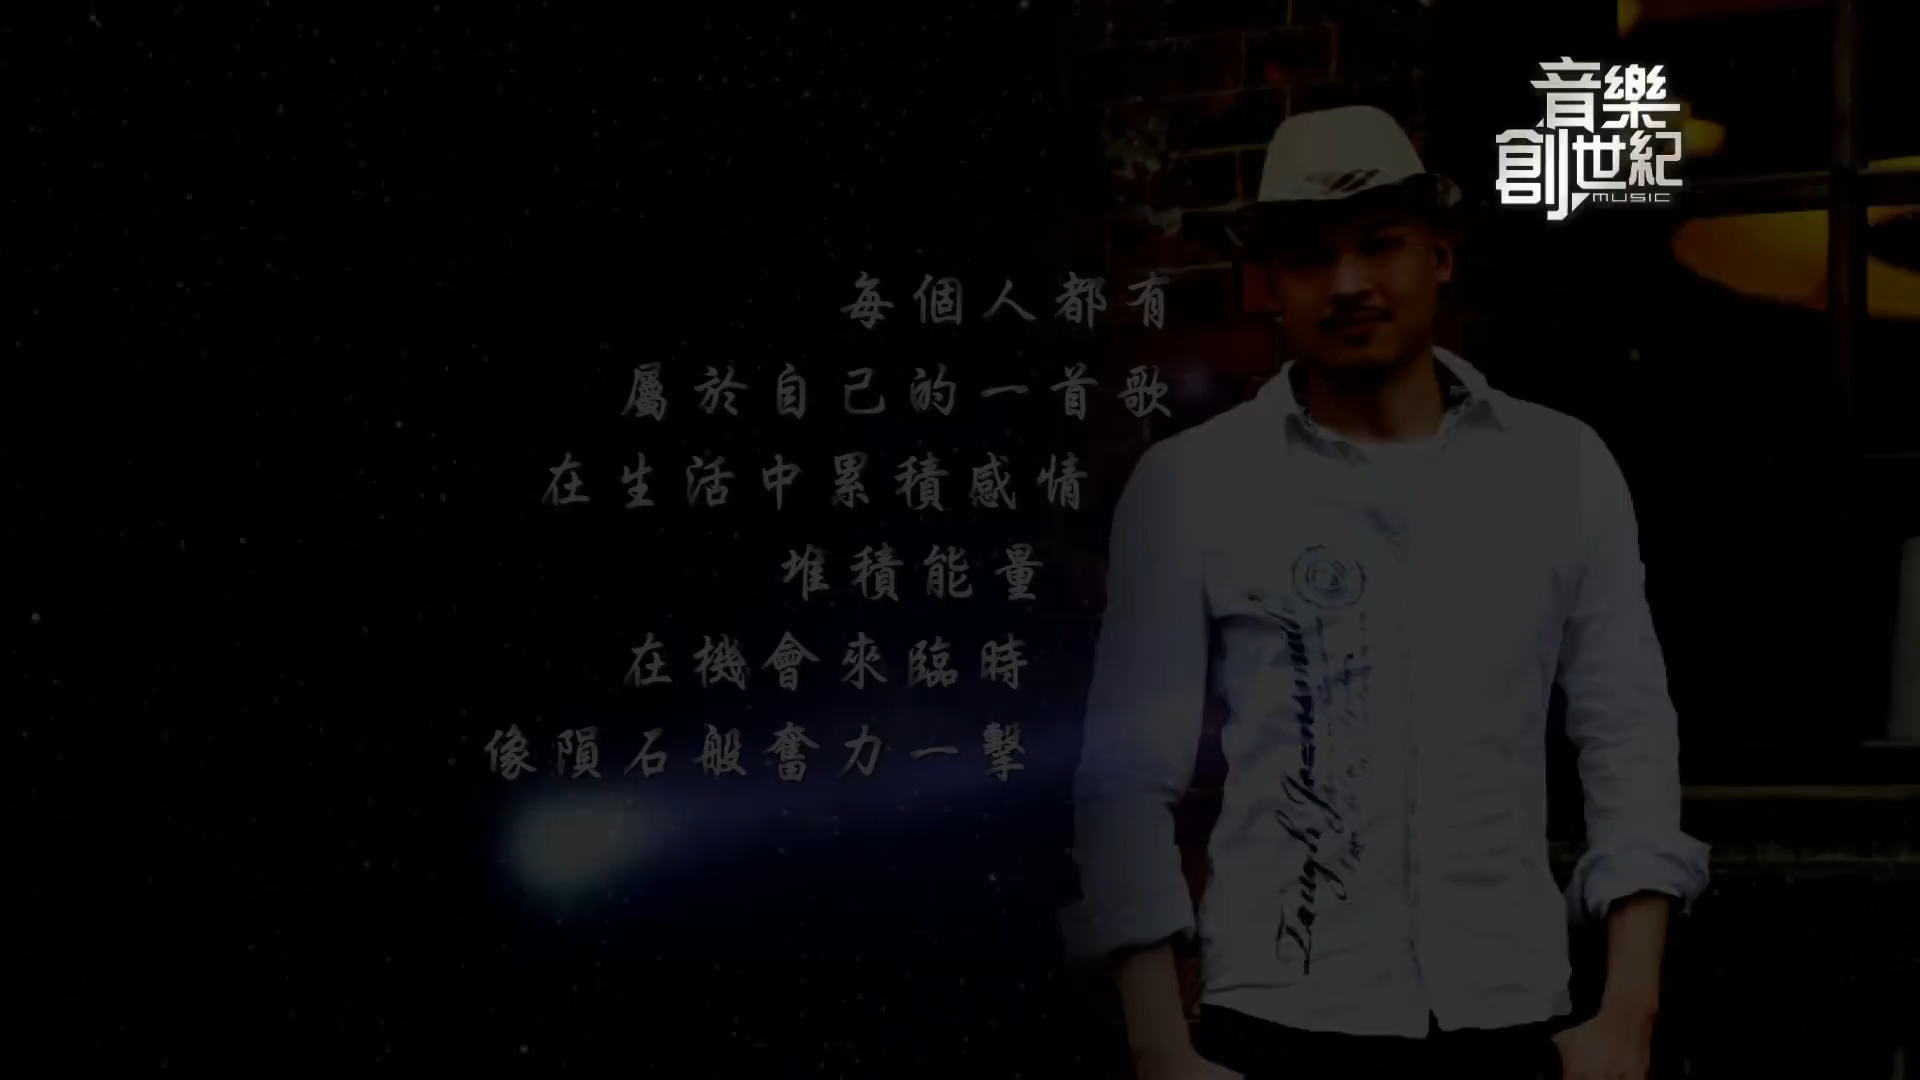 音樂
創世紀
MUSIC
每個人都有
屬於自己的一首歌
在生活中累積感情
堆積能量
在機會來臨時
像隕石般奮力一擊